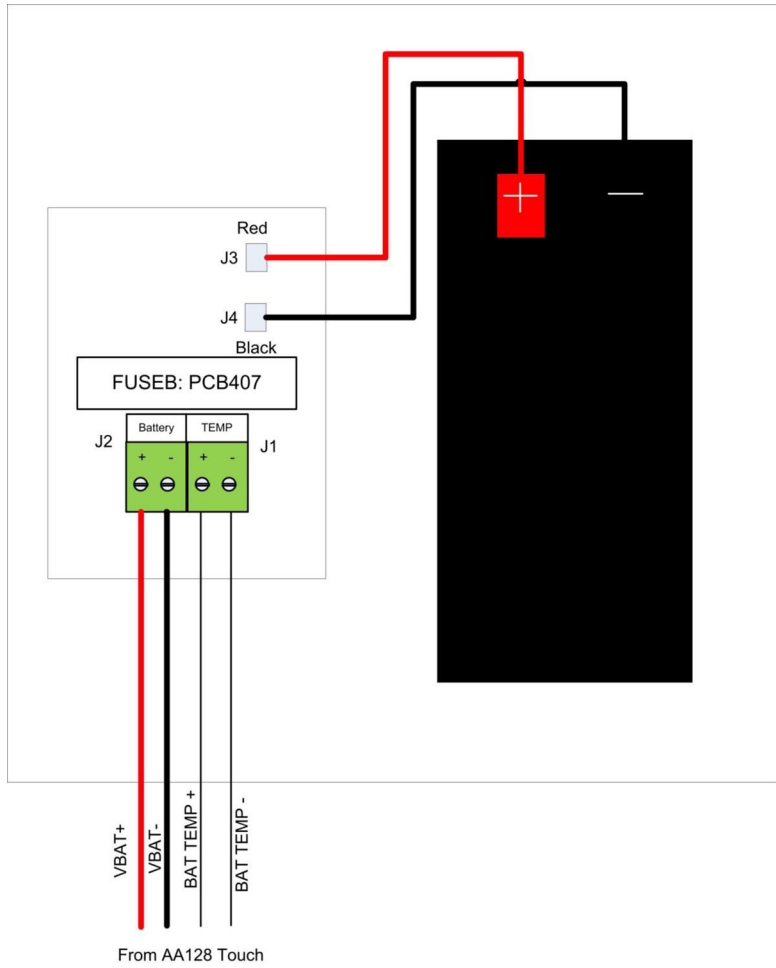 Red
J3
+
—
J4
Black
FUSEB: PCB407
J2
Battery
TEMP
J1
+ - + -
VBAT+
VBAT-
BAT TEMP +
BAT TEMP -
From AA128 Touch